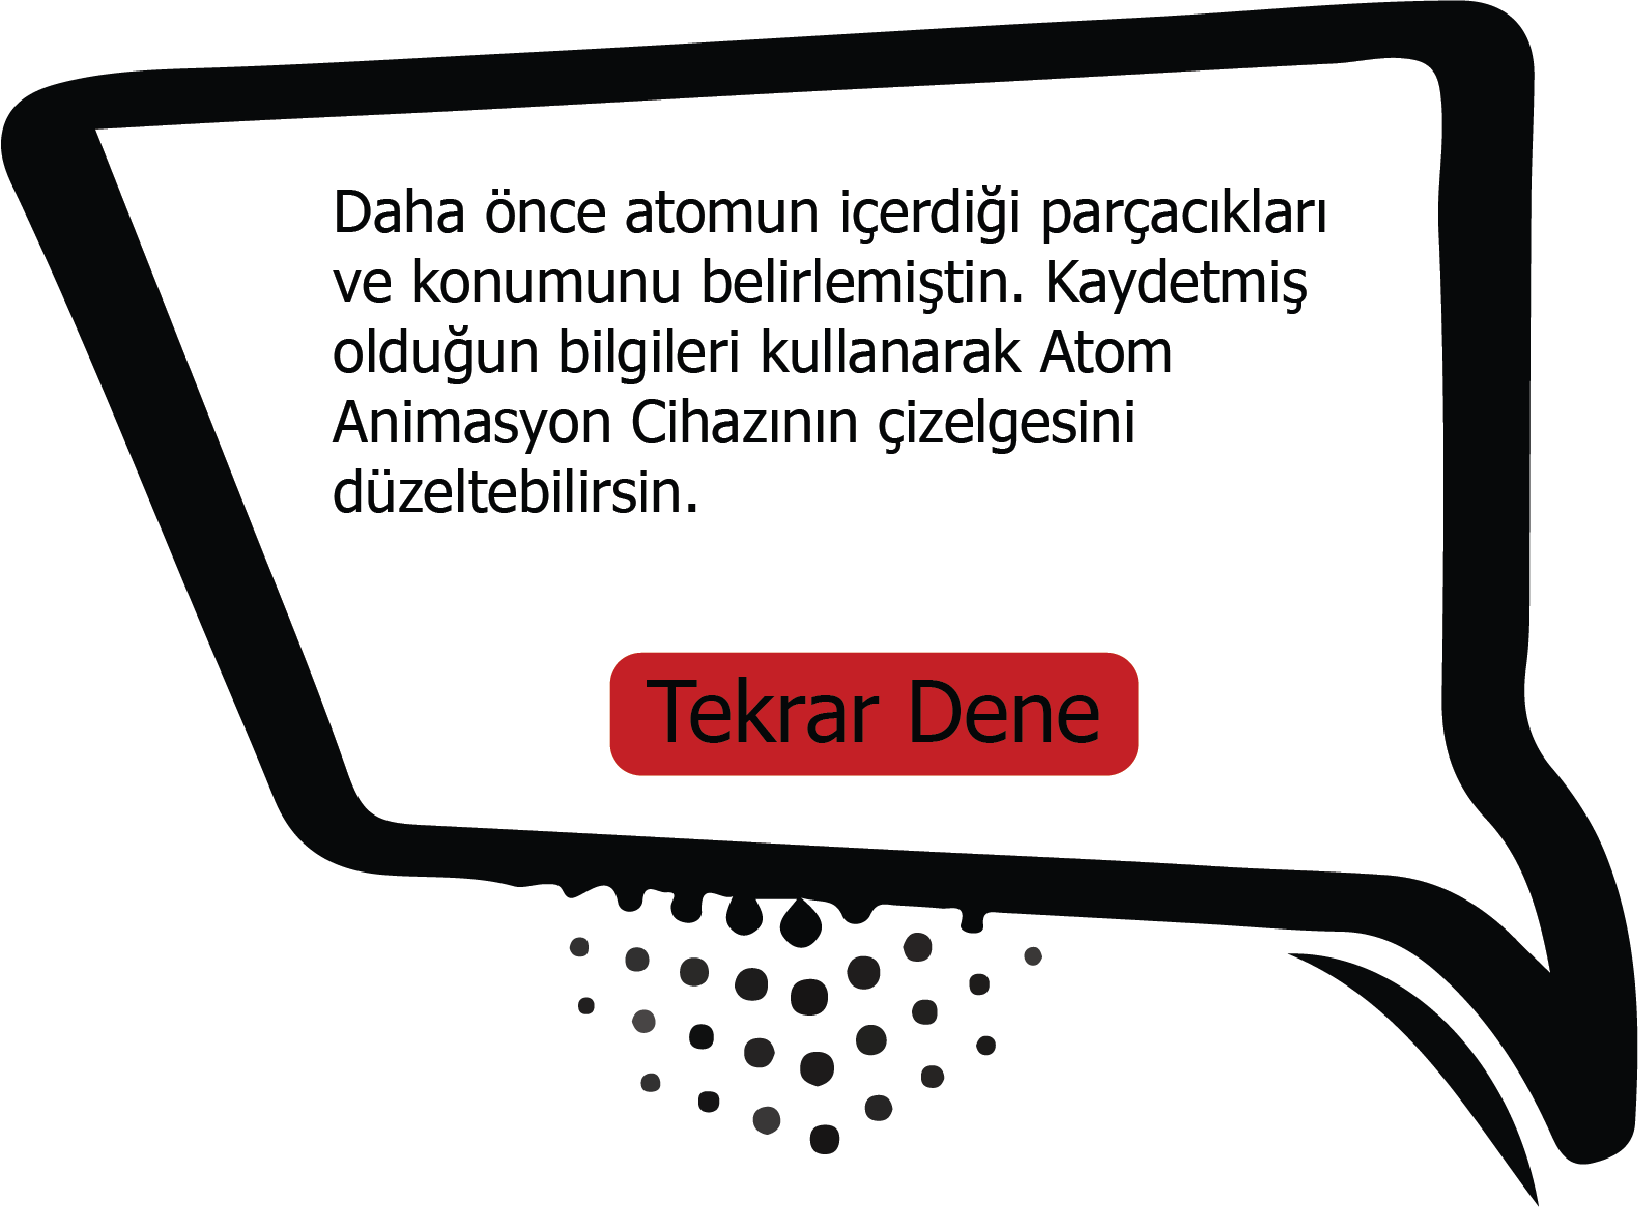 Daha önce atomun içerdiği parçacıkları
ve konumunu belirlemiştin. Kaydetmiş
olduğun bilgileri kullanarak Atom
Animasyon Cihazının çizelgesini
düzeltebilirsin.
Tekrar Dene